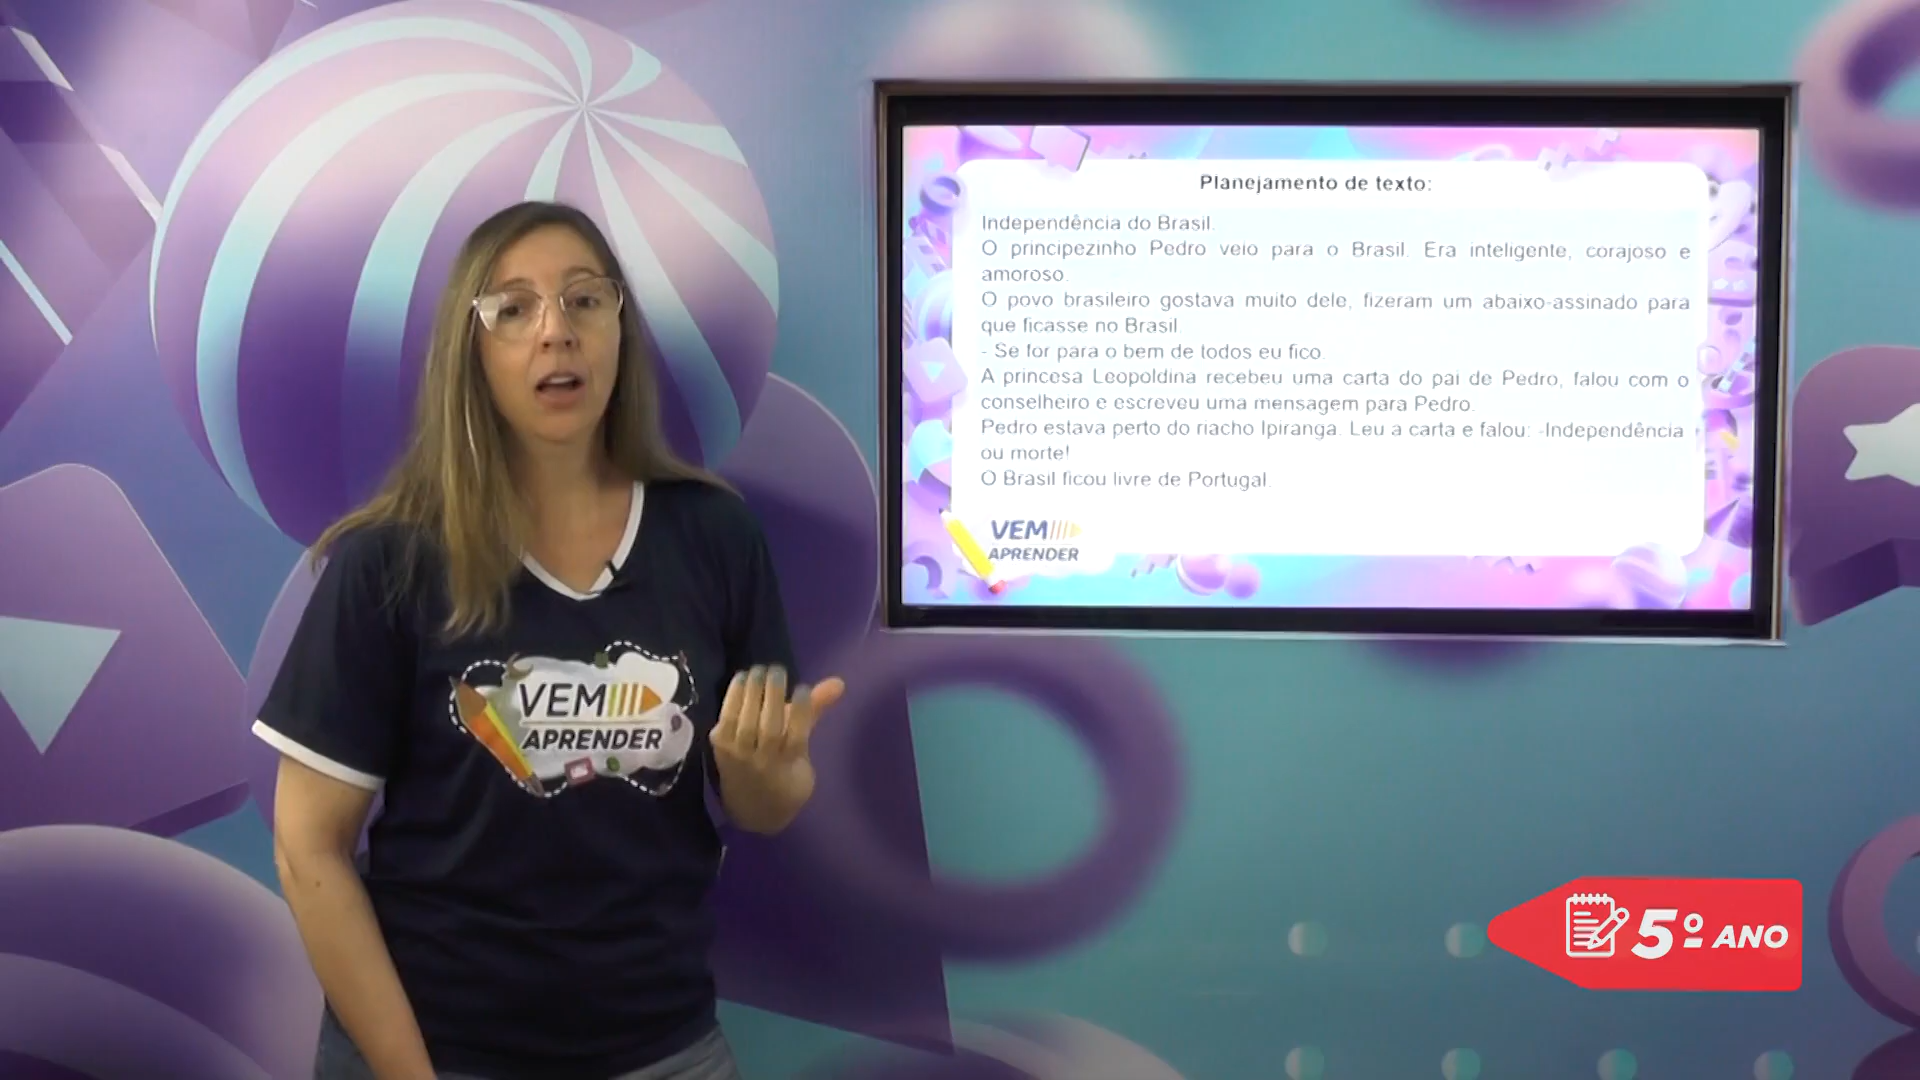 Planejamento de texto:
Independência do Brasil.
O principezinho Pedro veio para o Brasil. Era inteligente, corajoso e
amoroso.
O povo brasileiro gostava muito dele, fizeram um abaixo-assinado para
que ficasse no Brasil
- Se for para o bem de todos eu fico.
A princesa Leopoldina recebeu uma carta do pai de Pedro, falou com o
conselheiro e escreveu uma mensagem para Pedro.
Pedro estava perto do riacho Ipiranga. Leu a carta e falou: -Independência
ou morte!
O Brasil ficou livre de Portugal.
VEM
APRENDER
VEM
APRENDER
5º ANO